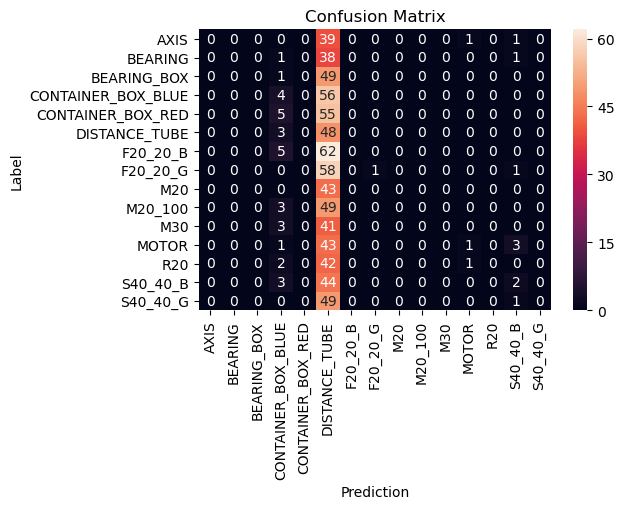 Confusion Matrix
Label
AXIS 0 0 0 0 0 39 0 0 0 0 0 1 0 1 0
BEARING 0 0 0 1 0 38 0 0 0 0 0 0 0 1 0
BEARING_BOX 0 0 0 1 0 49 0 0 0 0 0 0 0 0 0
CONTAINER_BOX_BLUE 0 0 0 4 0 56 0 0 0 0 0 0 0 0 0
CONTAINER_BOX_RED 0 0 0 5 0 55 0 0 0 0 0 0 0 0 0
DISTANCE_TUBE 0 0 0 3 0 48 0 0 0 0 0 0 0 0 0
F20_20_B 0 0 0 5 0 62 0 0 0 0 0 0 0 0 0
F20_20_G 0 0 0 0 0 58 0 1 0 0 0 0 0 1 0
M20 0 0 0 0 0 43 0 0 0 0 0 0 0 0 0
M20_100 0 0 0 3 0 49 0 0 0 0 0 0 0 0 0
M30 0 0 0 3 0 41 0 0 0 0 0 0 0 0 0
MOTOR 0 0 0 1 0 43 0 0 0 0 0 1 0 3 0
R20 0 0 0 2 0 42 0 0 0 0 0 1 0 0 0
S40_40_B 0 0 0 3 0 44 0 0 0 0 0 0 0 2 0
S40_40_G 0 0 0 0 0 49 0 0 0 0 0 0 0 1 0
AXIS
BEARING
BEARING_BOX
CONTAINER_BOX_BLUE
CONTAINER_BOX_RED
DISTANCE_TUBE
F20_20_B
F20_20_G
M20
M20_100
M30
MOTOR
R20
S40_40_B
S40_40_G
Prediction
60
45
30
15
0